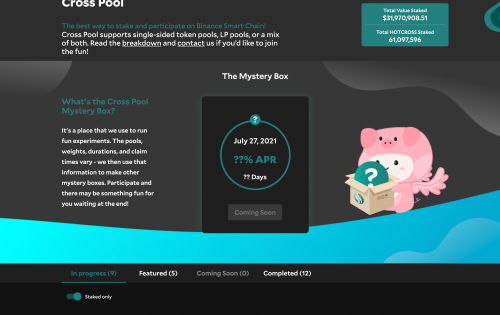 Cross Pool
The best way to stake and participate on Binance Smart Chain!
Cross Pool supports single-sided token pools, LP pools, or a mix
of both. Read the breakdown and contact us if you'd like to join
the fun!
Total Value Staked
$31,970,908.51
Total HOTCROSS Staked
61,097,596
The Mystery Box
What's the Cross Pool
Mystery Box?
It's a place that we use to run
fun experiments. The pools,
weights, durations, and claim
times vary - we then use that
information to make other
mystery boxes. Participate and
there may be something fun for
you waiting at the end!
?
July 27, 2021
??% APR
?? Days
Coming Soon
?
In progress (9)
Featured (5)
Coming Soon (0)
Completed (12)
Staked only